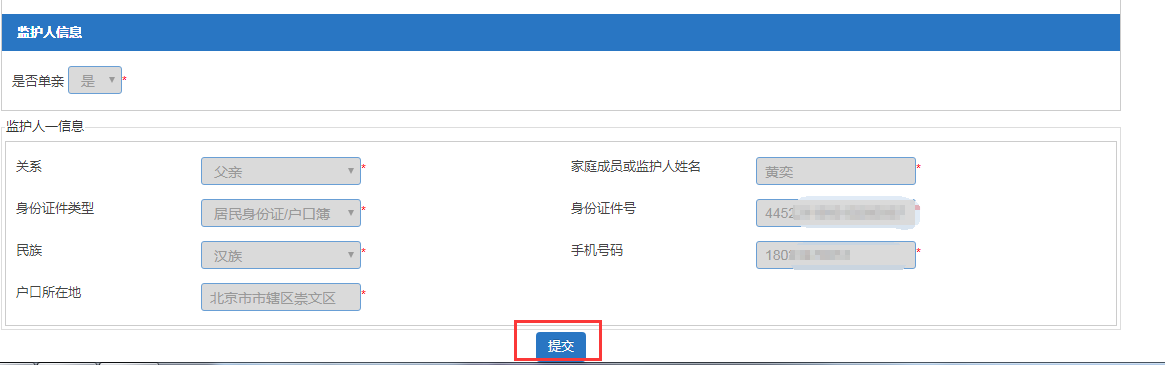 监护人信息
是否单亲 是 *
监护人一信息
关系 父亲 * 家庭成员或监护人姓名 黄奕 *
身份证件类型 居民身份证/户口簿 * 身份证件号 4452
民族 汉族 * 手机号码 180 *
户口所在地 北京市市辖区崇文区 *
提交